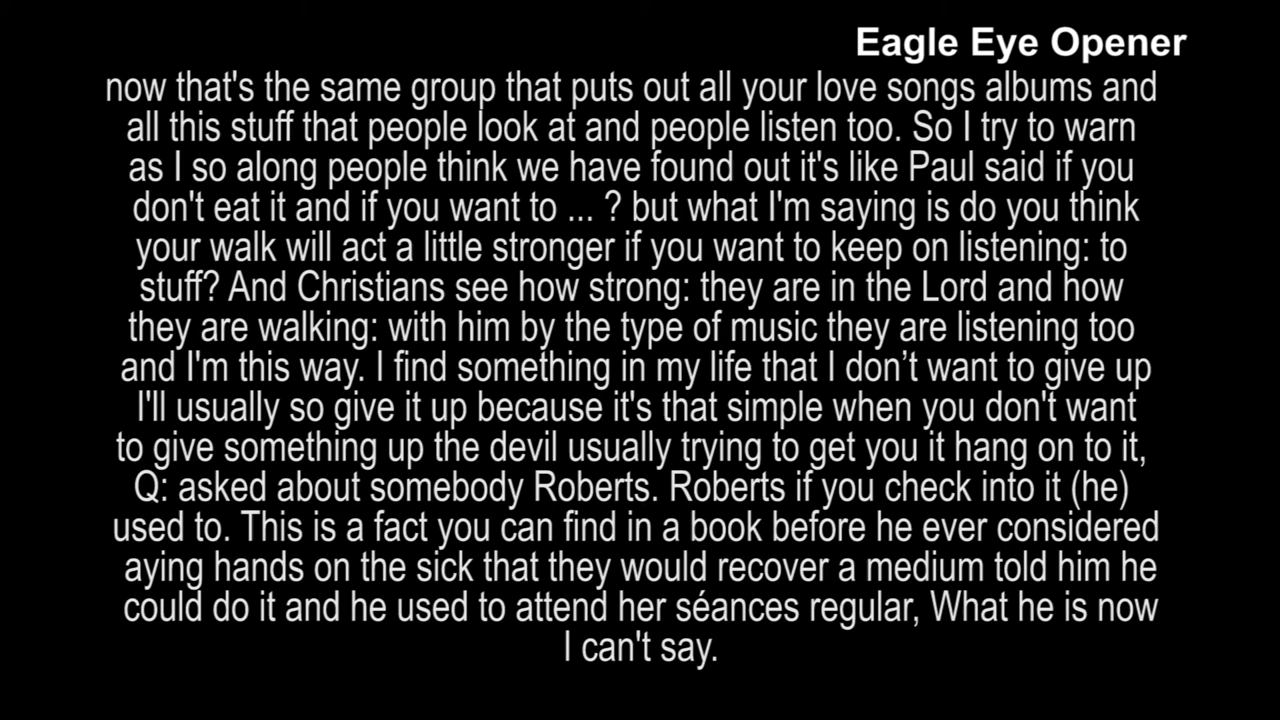 Eagle Eye Opener
now that's the same group that puts out all your love songs albums and
all this stuff that people look at and people listen too. So I try to warn
as I so along people think we have found out it's like Paul said if you
don't eat it and if you want to ... ? but what I'm saying is do you think
your walk will act a little stronger if you want to keep on listening: to
stuff? And Christians see how strong: they are in the Lord and how
they are walking: with him by the type of music they are listening too
and I'm this way. I find something in my life that I don’t want to give up
I'll usually so give it up because it's that simple when you don't want
to give something up the devil usually trying to get you it hang on to it,
Q: asked about somebody Roberts. Roberts if you check into it (he)
used to. This is a fact you can find in a book before he ever considered
aying hands on the sick that they would recover a medium told him he
could do it and he used to attend her séances regular, What he is now
I can't say.